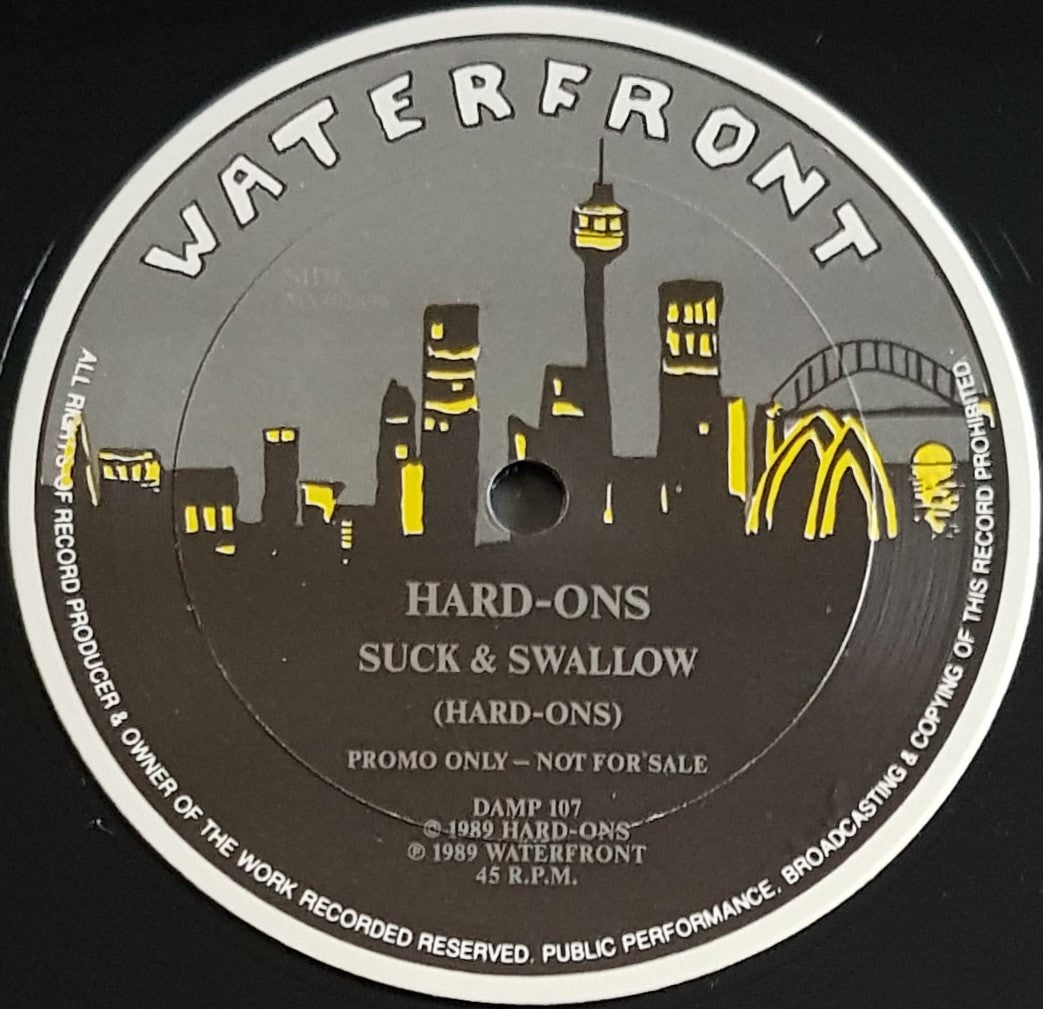 WATERFRONT
HARD-ONS
SUCK & SWALLOW
(HARD-ONS)
PROMO ONLY – NOT FOR SALE
DAMP 107
© 1989 HARD-ONS
℗ 1989 WATERFRONT
45 R.P.M.
ALL RIGHTS OF RECORD PRODUCER & OWNER OF THE WORK RECORDED RESERVED. PUBLIC PERFORMANCE. BROADCASTING & COPYING OF THIS RECORD PROHIBITED.